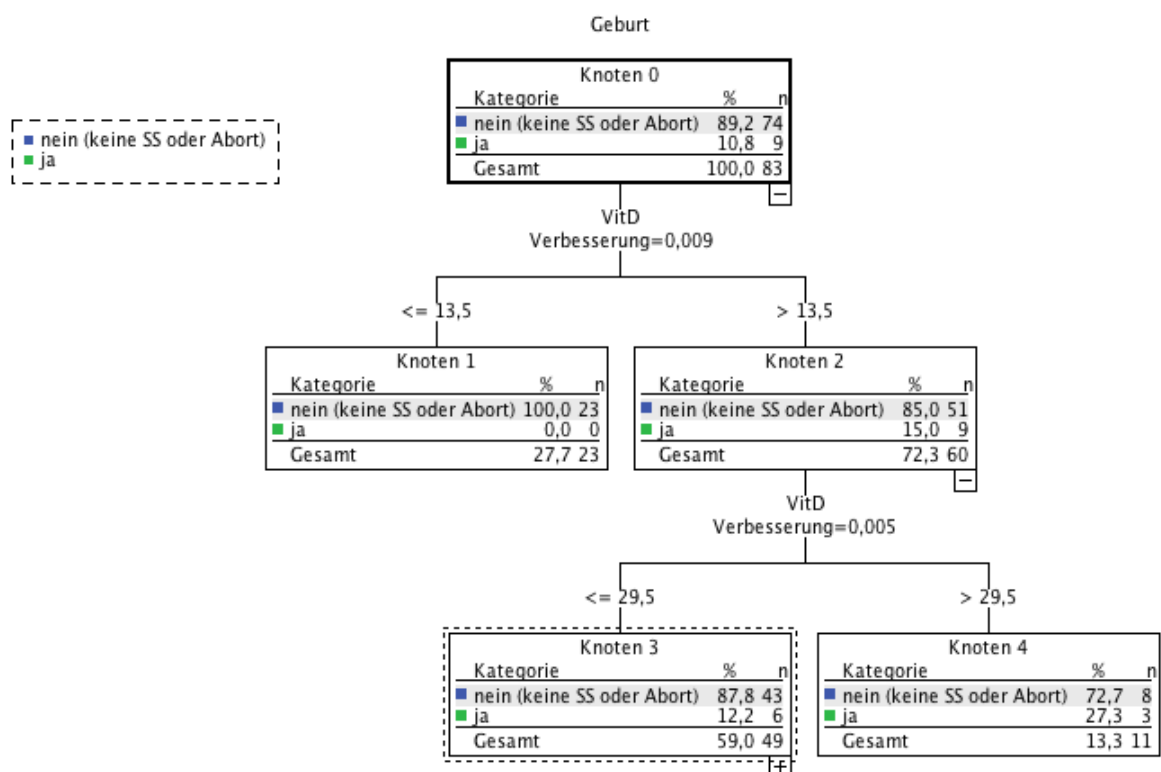 Geburt
nein (keine SS oder Abort)
ja
Knoten 0
Kategorie % n
nein (keine SS oder Abort) 89,2 74
ja 10,8 9
Gesamt 100,0 83
VitD
Verbesserung=0,009
<= 13,5
> 13,5
Knoten 1
Kategorie % n
nein (keine SS oder Abort) 100,0 23
ja 0,0 0
Gesamt 27,7 23
Knoten 2
Kategorie % n
nein (keine SS oder Abort) 85,0 51
ja 15,0 9
Gesamt 72,3 60
VitD
Verbesserung=0,005
<= 29,5
> 29,5
Knoten 3
Kategorie % n
nein (keine SS oder Abort) 87,8 43
ja 12,2 6
Gesamt 59,0 49
Knoten 4
Kategorie % n
nein (keine SS oder Abort) 72,7 8
ja 27,3 3
Gesamt 13,3 11